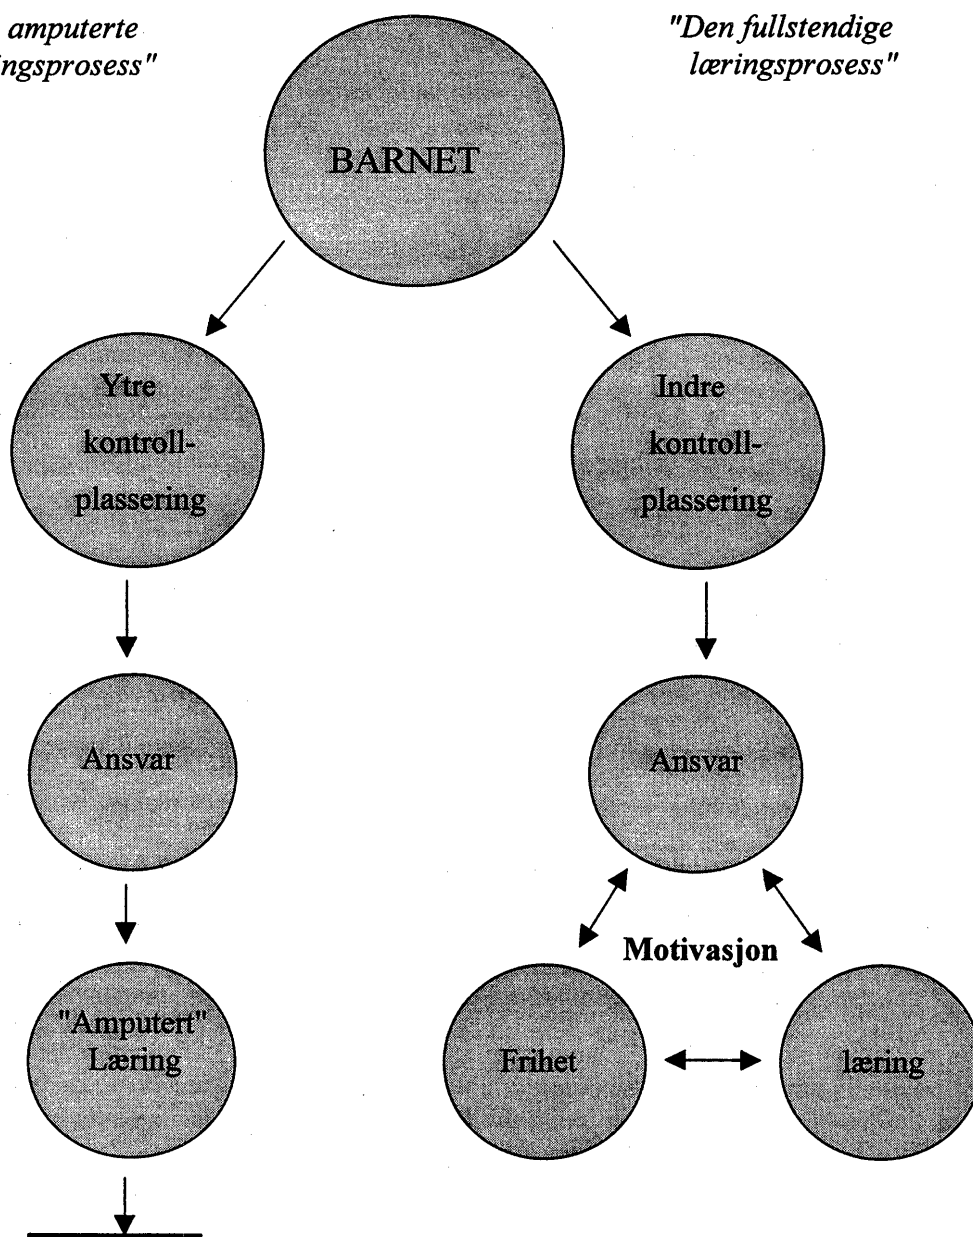 amputerte
ingsprosess"
"Den fullstendige
læringsprosess"
BARNET
Ytre
kontroll-
plassering
Indre
kontroll-
plassering
Ansvar
Ansvar
Motivasjon
"Amputert"
Læring
Frihet
læring